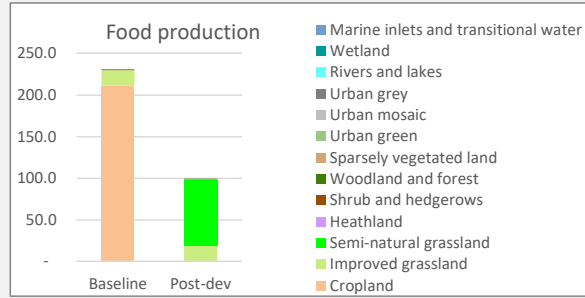 Food production
250.0
200.0
150.0
100.0
50.0
-
Baseline
Post-dev
Marine inlets and transitional water
Wetland
Rivers and lakes
Urban grey
Urban mosaic
Urban green
Sparsely vegetated land
Woodland and forest
Shrub and hedgerows
Heathland
Semi-natural grassland
Improved grassland
Cropland